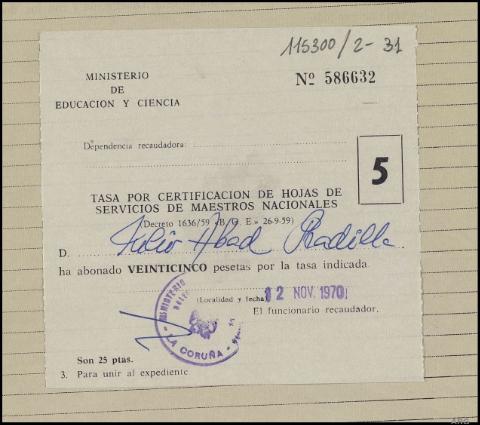 115300/2-31
MINISTERIO
DE
EDUCACION Y CIENCIA
Nº 586632
Dependencia recaudadora:
5
TASA POR CERTIFICACION DE HOJAS DE
SERVICIOS DE MAESTROS NACIONALES
(Decreto 1636/59 «B. O. E.» 26-9-59)
D. Julio Abad Radilla
ha abonado VEINTICINCO pesetas por la tasa indicada.
(Localidad y fecha)
12 NOV. 1970
El funcionario recaudador.
MINISTERIO
LA CORUÑA
Son 25 ptas.
3. Para unir al expediente